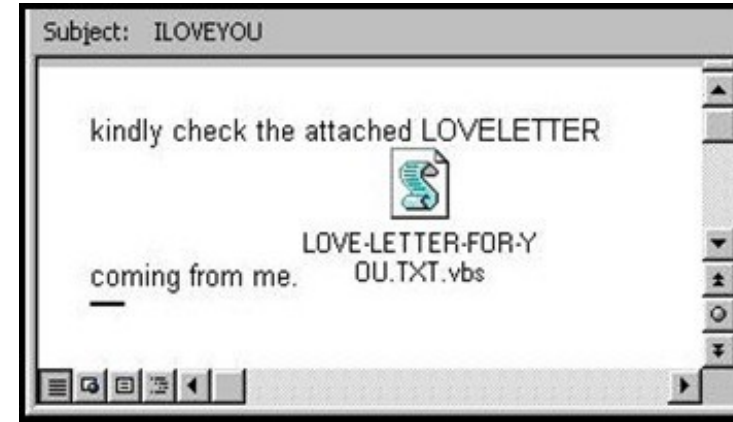 Subject: ILOVEYOU
kindly check the attached LOVELETTER
LOVE-LETTER-FOR-Y
OU.TXT.vbs
coming from me.